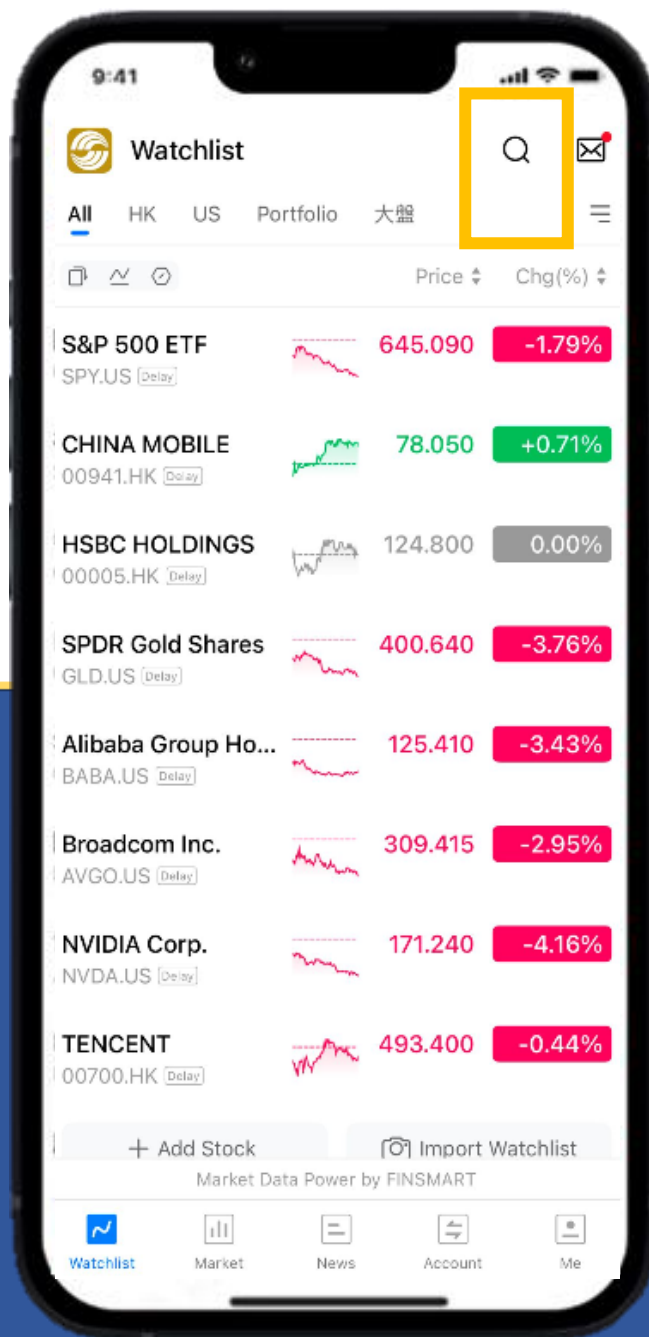 9:41
Watchlist
All HK US Portfolio 大盤
Price Chg(%)
S&P 500 ETF 645.090 -1.79%
SPY.US Delay
CHINA MOBILE 78.050 +0.71%
00941.HK Delay
HSBC HOLDINGS 124.800 0.00%
00005.HK Delay
SPDR Gold Shares 400.640 -3.76%
GLD.US Delay
Alibaba Group Ho... 125.410 -3.43%
BABA.US Delay
Broadcom Inc. 309.415 -2.95%
AVGO.US Delay
NVIDIA Corp. 171.240 -4.16%
NVDA.US Delay
TENCENT 493.400 -0.44%
00700.HK Delay
+ Add Stock Import Watchlist
Market Data Power by FINSMART
Watchlist Market News Account Me